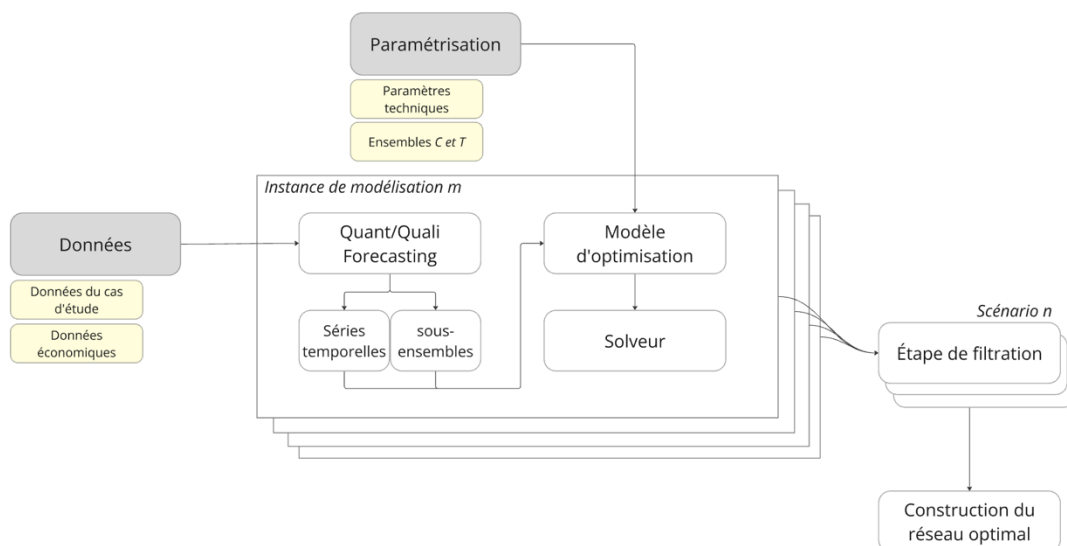 Paramétrisation
Paramètres
techniques
Ensembles C et T
Instance de modélisation m
Données
Données du cas
d'étude
Données
économiques
Quant/Quali
Forecasting
Séries
temporelles
sous-
ensembles
Modèle
d'optimisation
Solveur
Scénario n
Étape de filtration
Construction du
réseau optimal